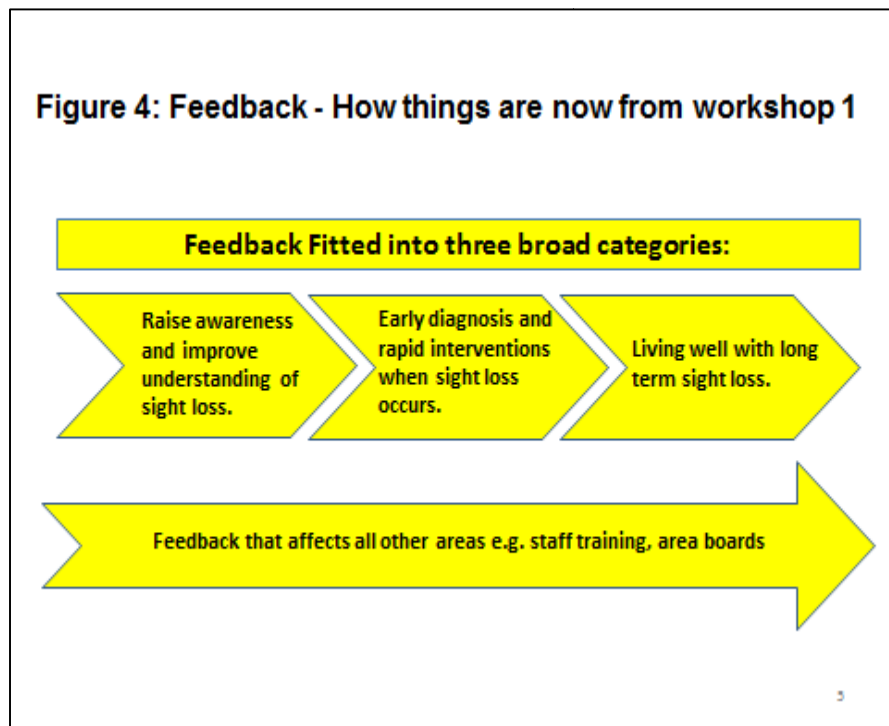 Figure 4: Feedback - How things are now from workshop 1
Feedback Fitted into three broad categories:
Raise awareness
and improve
understanding of
sight loss.
Early diagnosis and
rapid interventions
when sight loss
occurs.
Living well with long
term sight loss.
Feedback that affects all other areas e.g. staff training, area boards
5